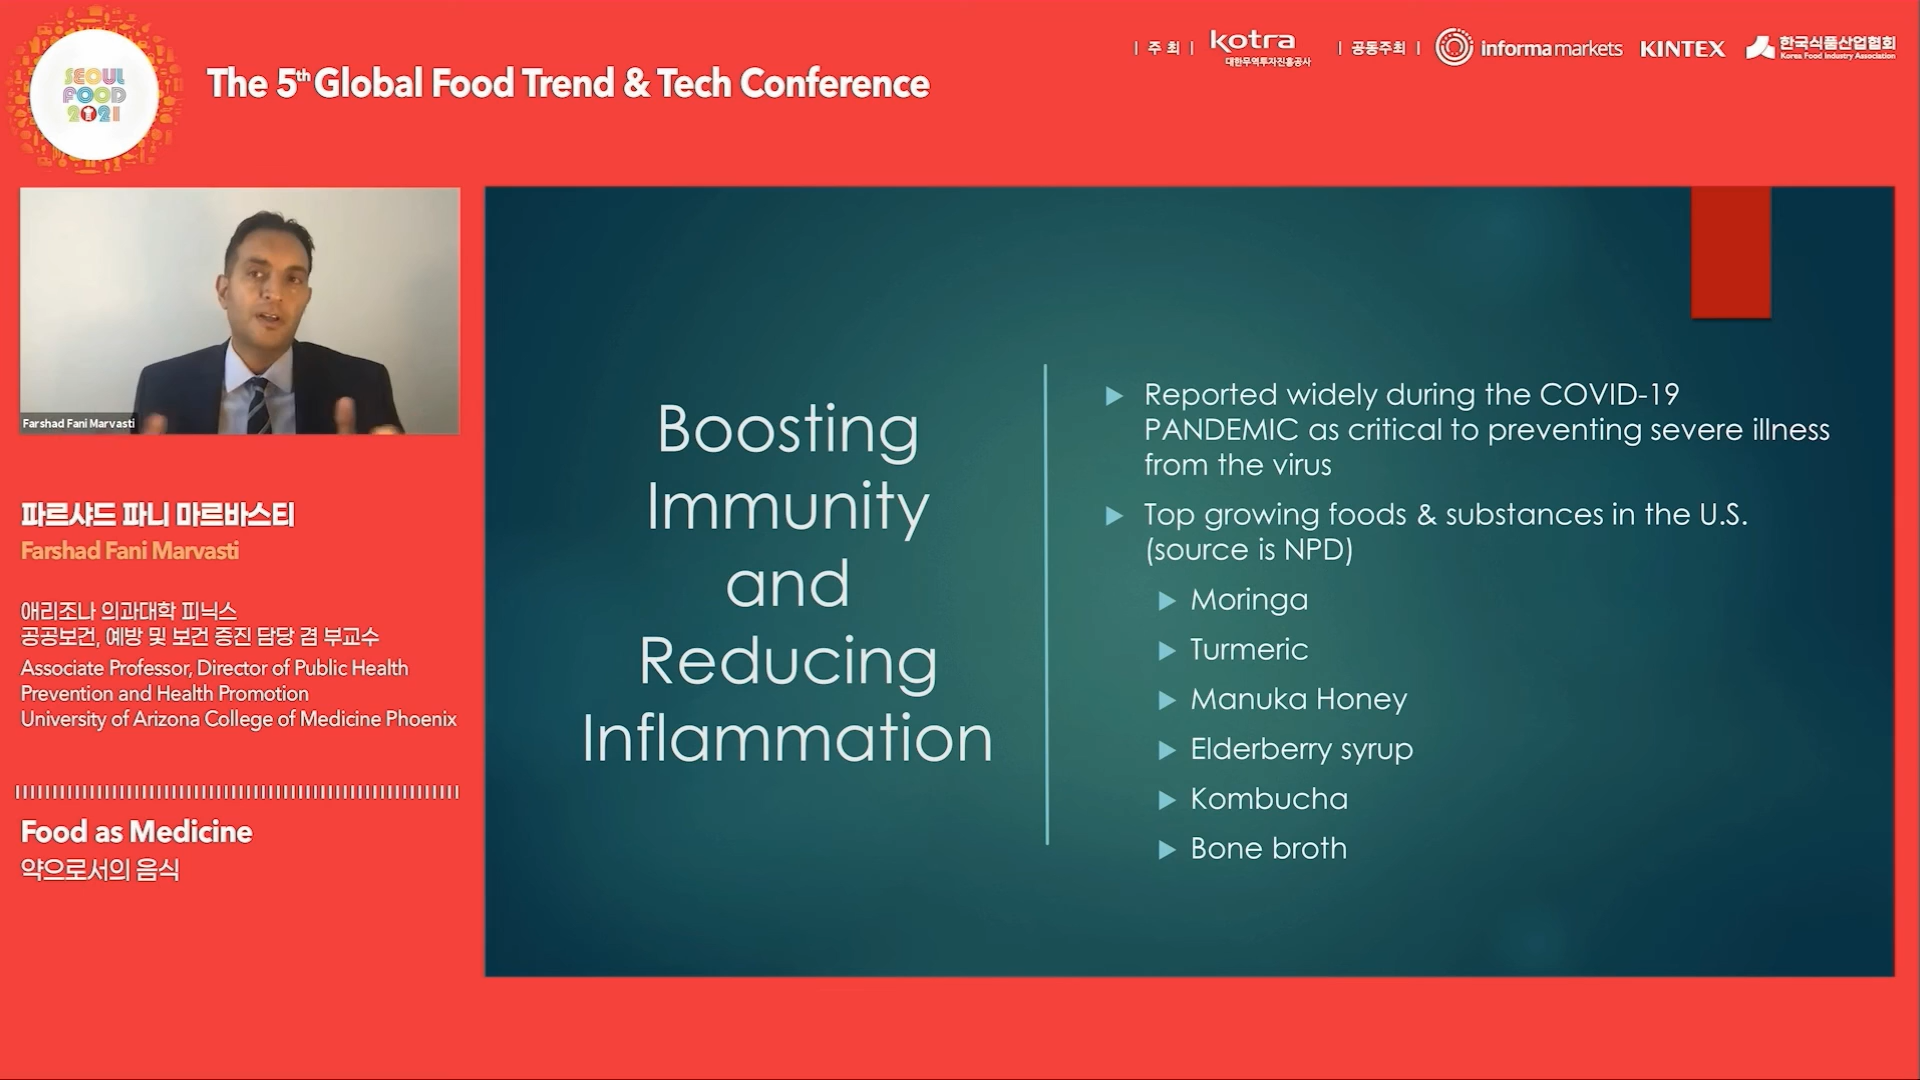 SEOUL
FOOD
2021
The 5th Global Food Trend & Tech Conference
| 주 최 |
kotra
대한무역투자진흥공사
| 공동주최 |
informa markets
KINTEX
한국식품산업협회
Korea Food Industry Association
Farshad Fani Marvasti
파르샤드 파니 마르바스티
Farshad Fani Marvasti
애리조나 의과대학 피닉스
공공보건, 예방 및 보건 증진 담당 겸 부교수
Associate Professor, Director of Public Health
Prevention and Health Promotion
University of Arizona College of Medicine Phoenix
Food as Medicine
약으로서의 음식
Boosting
Immunity
and
Reducing
Inflammation
Reported widely during the COVID-19
PANDEMIC as critical to preventing severe illness
from the virus
Top growing foods & substances in the U.S.
(source is NPD)
Moringa
Turmeric
Manuka Honey
Elderberry syrup
Kombucha
Bone broth